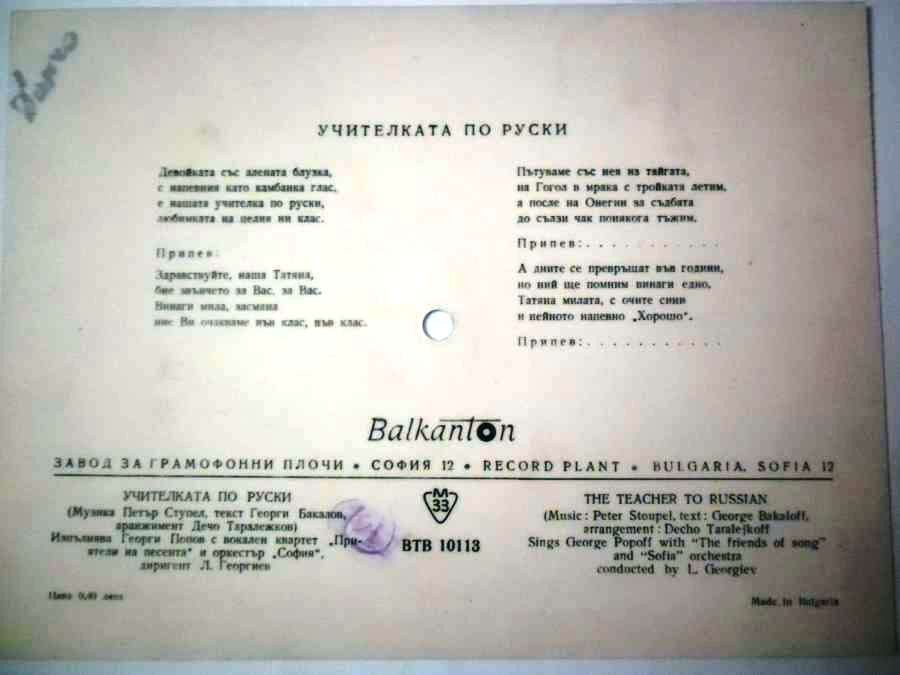 УЧИТЕЛКАТА ПО РУСКИ
Девойката със алената блузка,
с напевния като камбанка глас,
е нашата учителка по руски,
любимката на целия ни клас.
Припев:
Здравствуйте, наша Татяна,
бие звънчето за Вас, за Вас.
Винаги мила, засмяна
ние Ви очакваме във клас, във клас.
Пътуваме със нея из тайгата,
на Гогол в мрака с тройката летим,
а после на Онегин за съдбата
до сълзи чак понякога тъжим.
Припев:. . . . . . . . . . .
А дните се превръщат във години,
но ний ще помним винаги едно,
Татяна милата, с очите сини
и нейното напевно „Хорошо“.
Припев:. . . . . . . . . . .
Balkanton
ЗАВОД ЗА ГРАМОФОННИ ПЛОЧИ • СОФИЯ 12 • RECORD PLANT • BULGARIA, SOFIA 12
УЧИТЕЛКАТА ПО РУСКИ
(Музика Петър Ступел, текст Георги Бакалов,
аранжимент Дечо Таралежков)
Изпълнява Георги Попов с вокален квартет „При-
ятели на песента“ и оркестър „София“,
диригент Л. Георгиев
Цена 0,40 лева
М
33
ВТВ 10113
THE TEACHER TO RUSSIAN
(Music : Peter Stoupel, text : George Bakaloff,
arrangement : Decho Taralejkoff
Sings George Popoff with “The friends of song”
and “Sofia” orchestra
conducted by L. Georgiev
Made in Bulgaria